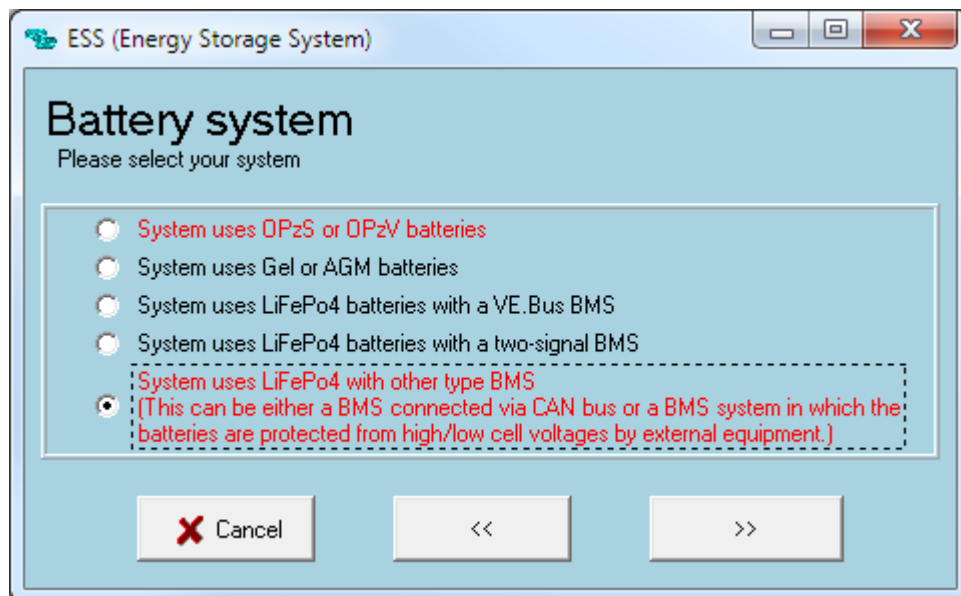 ESS (Energy Storage System)
Battery system
Please select your system
System uses OPzS or OPzV batteries
System uses Gel or AGM batteries
System uses LiFePo4 batteries with a VE.Bus BMS
System uses LiFePo4 batteries with a two-signal BMS
System uses LiFePo4 with other type BMS
(This can be either a BMS connected via CAN bus or a BMS system in which the
batteries are protected from high/low cell voltages by external equipment.)
Cancel << >>